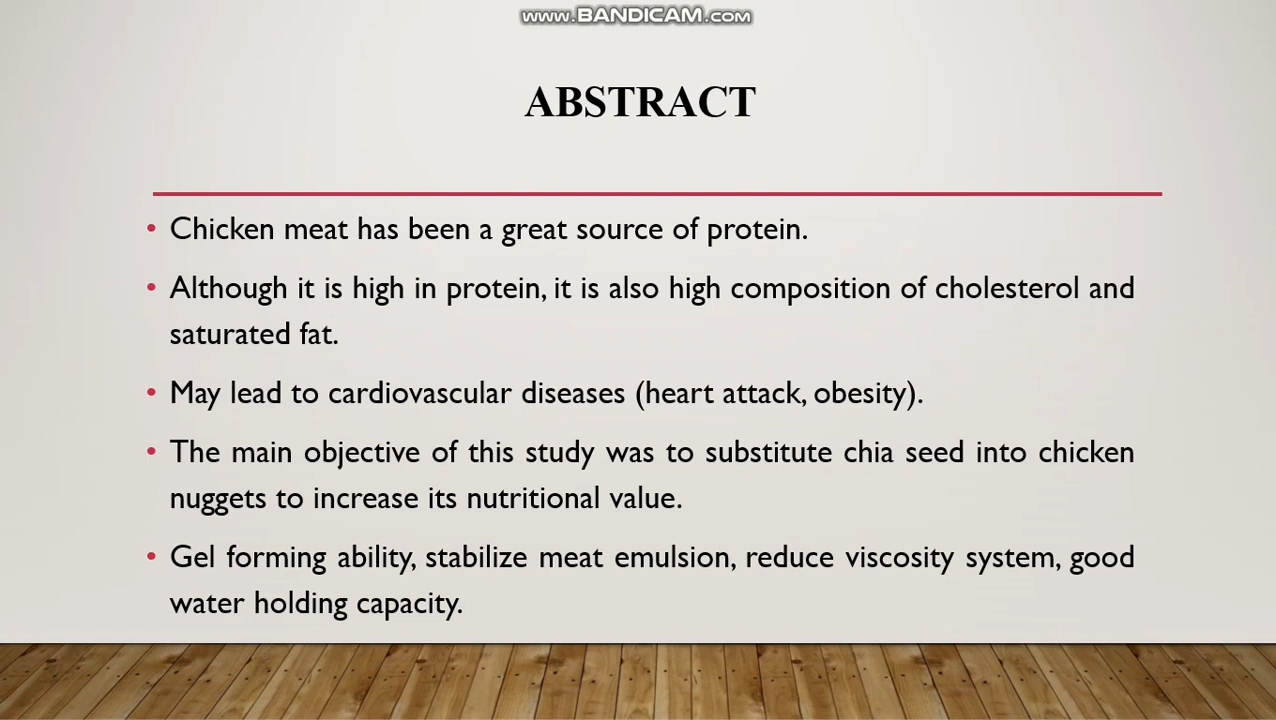 www.BANDICAM.com
ABSTRACT
• Chicken meat has been a great source of protein.
• Although it is high in protein, it is also high composition of cholesterol and
saturated fat.
• May lead to cardiovascular diseases (heart attack, obesity).
• The main objective of this study was to substitute chia seed into chicken
nuggets to increase its nutritional value.
• Gel forming ability, stabilize meat emulsion, reduce viscosity system, good
water holding capacity.